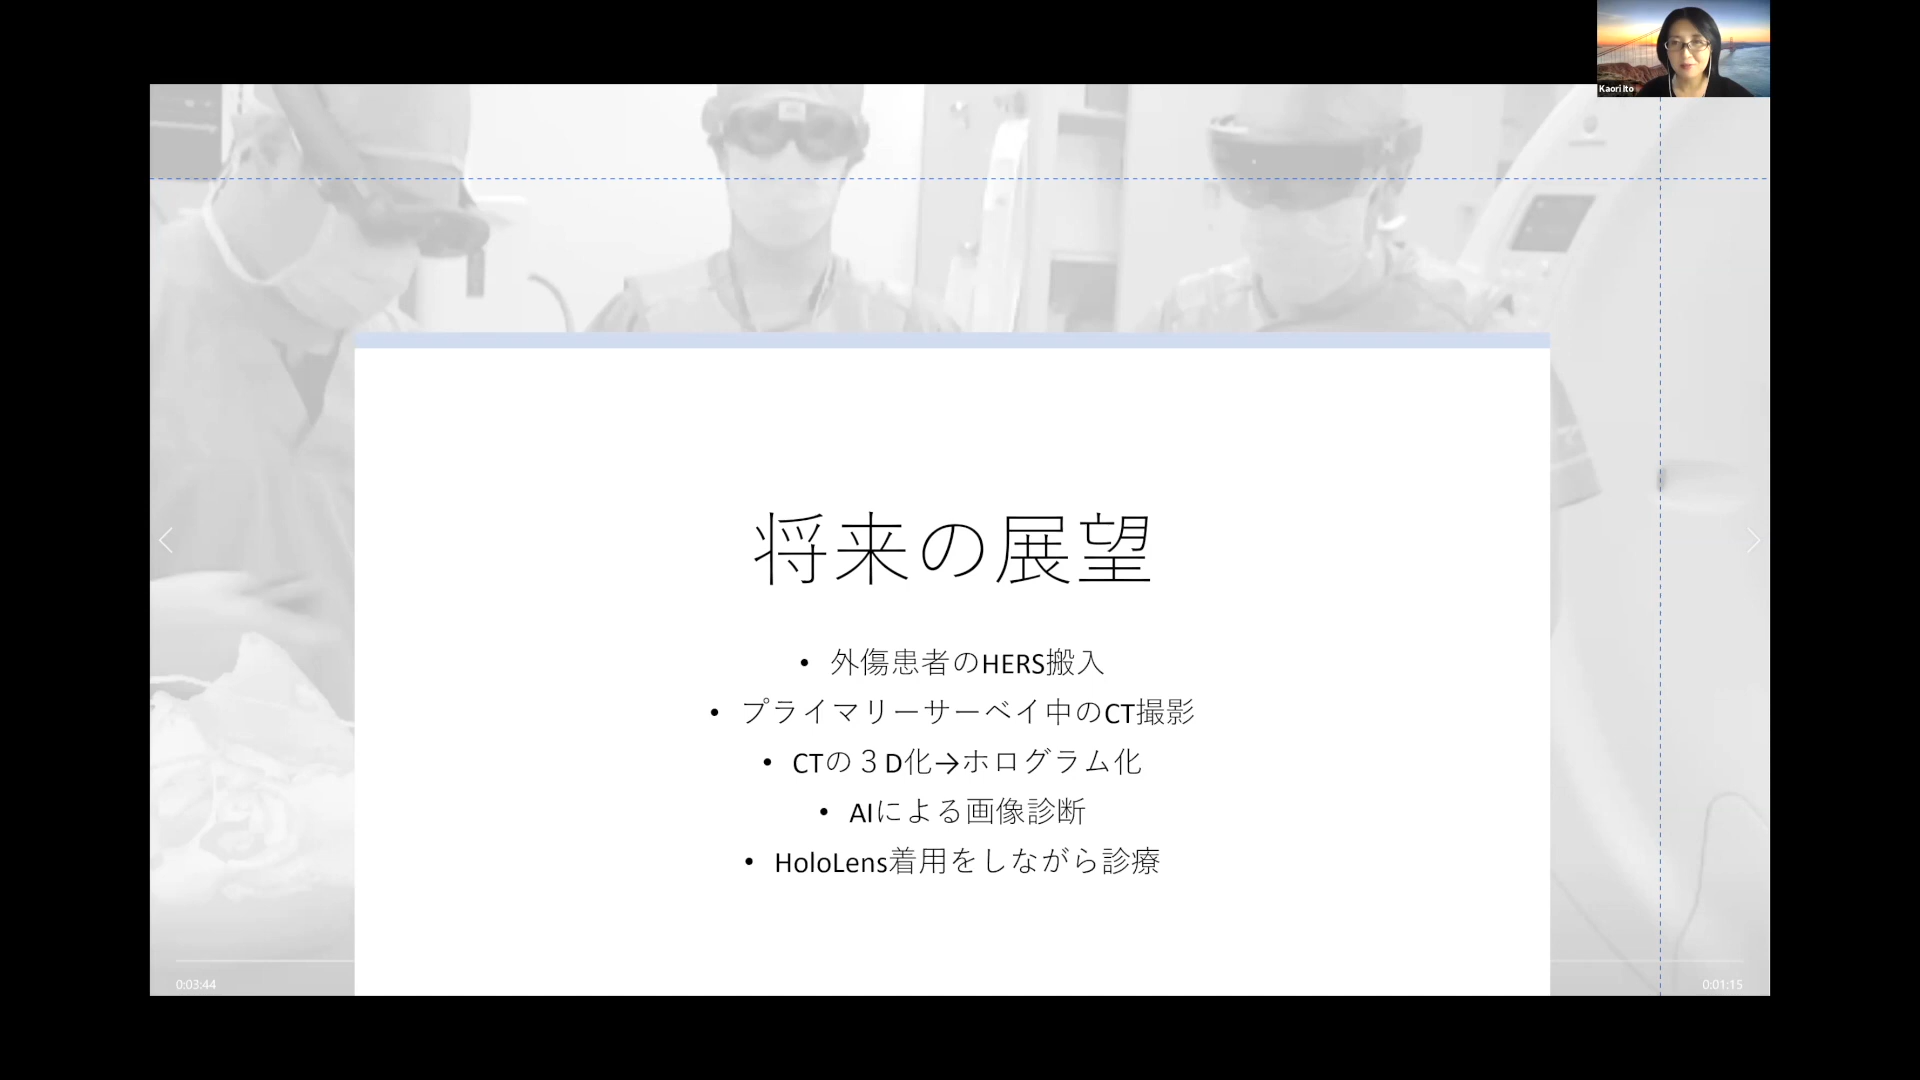 Kaori Ito
将来の展望
• 外傷患者のHERS搬入
• プライマリーサーベイ中のCT撮影
• CTの３D化→ホログラム化
• AIによる画像診断
• HoloLens着用をしながら診療
0:03:44
0:01:15